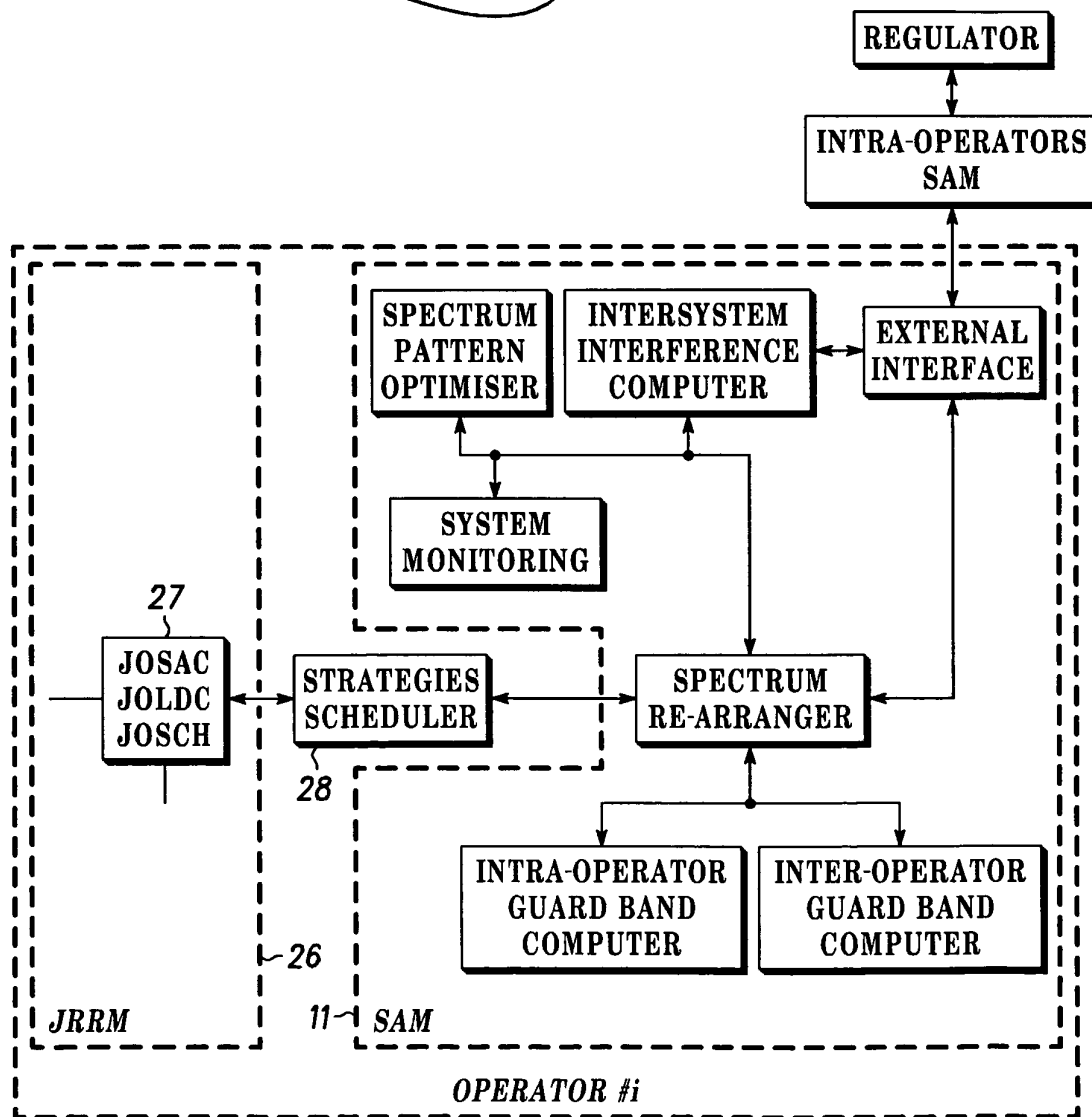 REGULATOR
INTRA-OPERATORS
SAM
SPECTRUM
PATTERN
OPTIMISER
INTERSYSTEM
INTERFERENCE
COMPUTER
EXTERNAL
INTERFACE
SYSTEM
MONITORING
27
JOSAC
JOLDC
JOSCH
STRATEGIES
SCHEDULER
28
SPECTRUM
RE-ARRANGER
INTRA-OPERATOR
GUARD BAND
COMPUTER
INTER-OPERATOR
GUARD BAND
COMPUTER
26
JRRM
11
SAM
OPERATOR #i